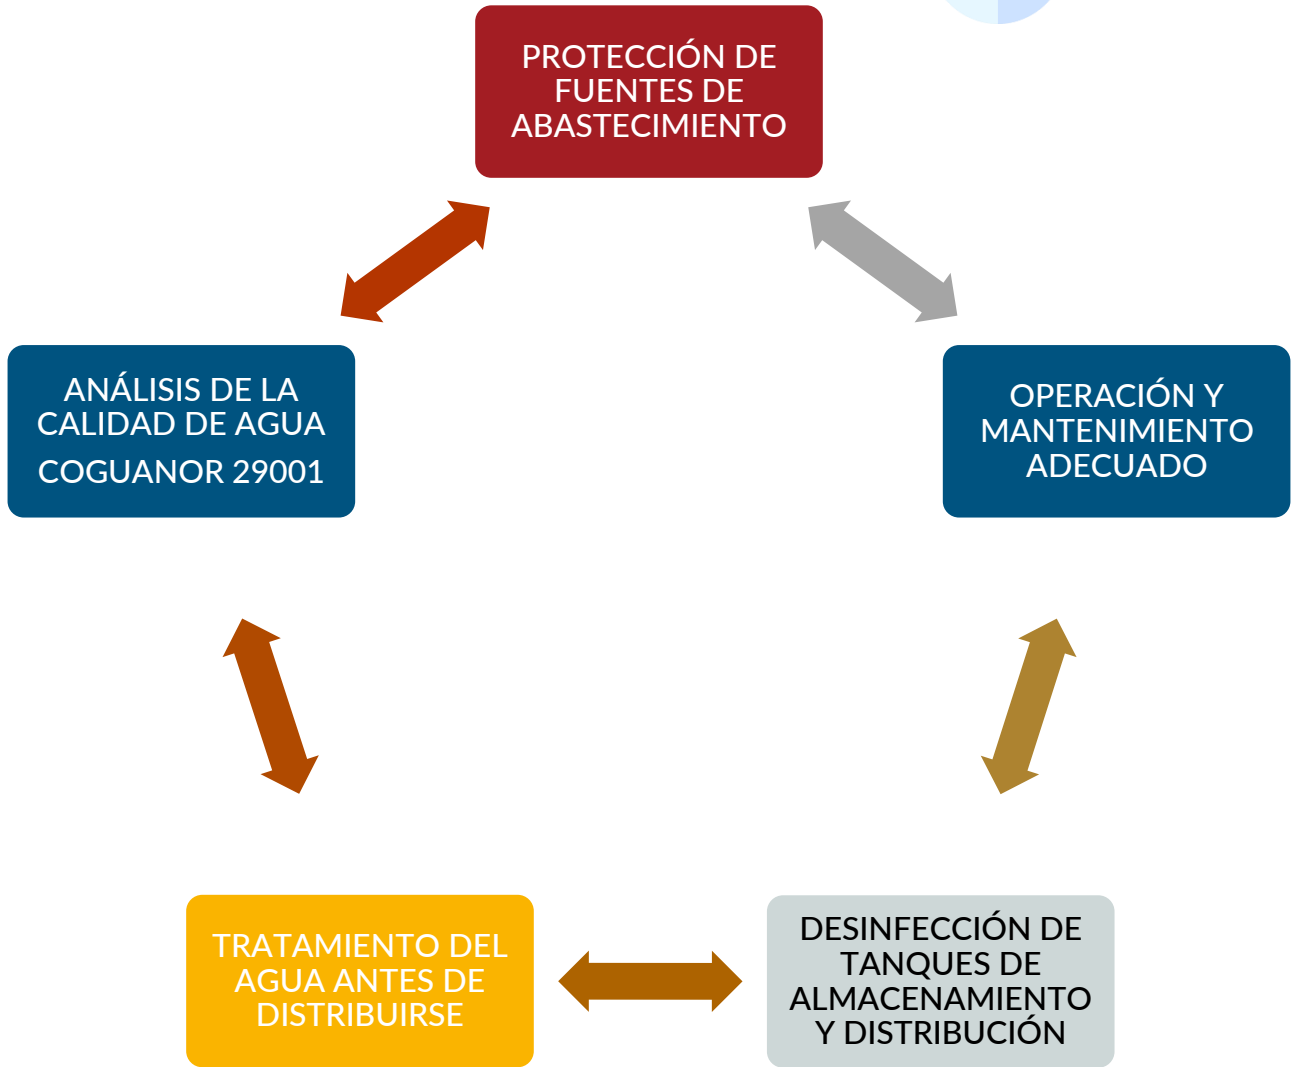 PROTECCIÓN DE
FUENTES DE
ABASTECIMIENTO
ANÁLISIS DE LA
CALIDAD DE AGUA
COGUANOR 29001
OPERACIÓN Y
MANTENIMIENTO
ADECUADO
TRATAMIENTO DEL
AGUA ANTES DE
DISTRIBUIRSE
DESINFECCIÓN DE
TANQUES DE
ALMACENAMIENTO
Y DISTRIBUCIÓN